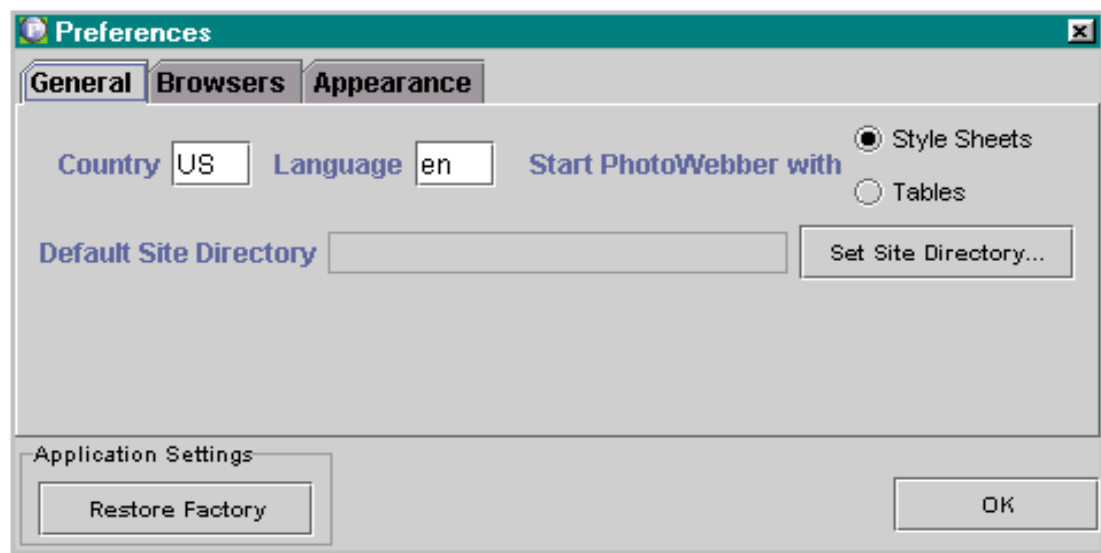 Preferences
General Browsers Appearance
Style Sheets
Country US Language en Start PhotoWebber with
Tables
Default Site Directory Set Site Directory...
Application Settings
Restore Factory
OK